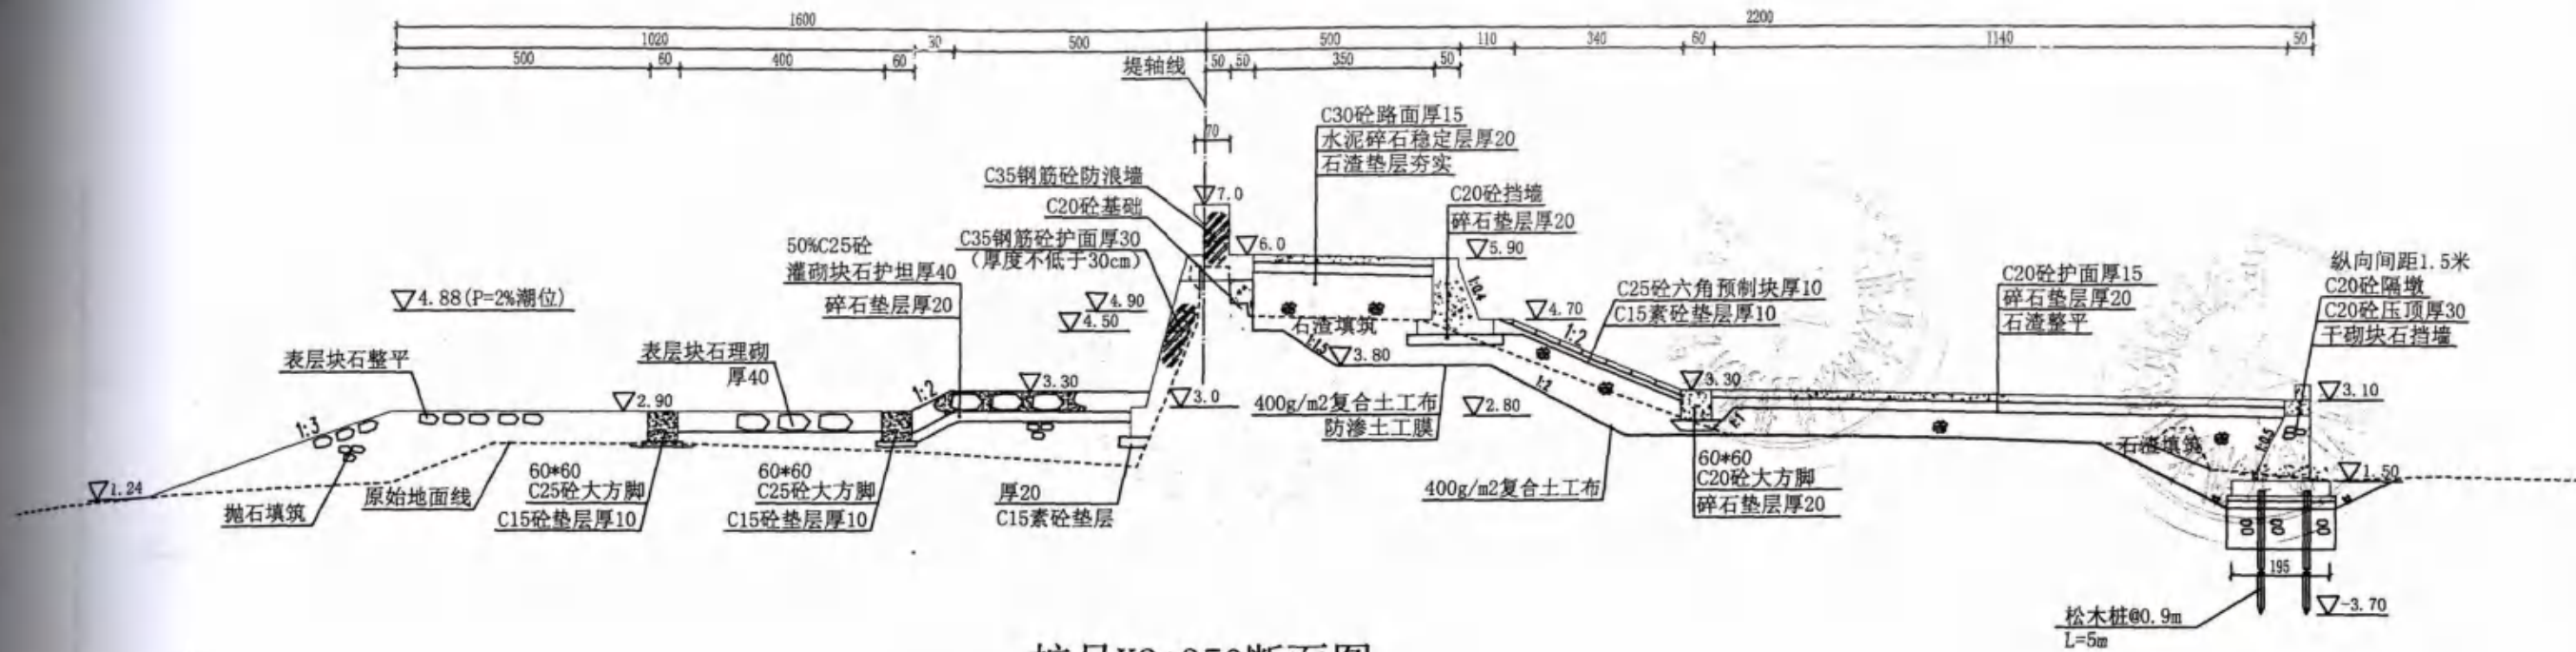 1600
2200
1020
30
500
500
110
340
60
1140
50
500
60
400
60
50
50
350
50
堤轴线
70
C30砼路面厚15
水泥碎石稳定层厚20
石渣垫层夯实
C35钢筋砼防浪墙
C20砼基础
C35钢筋砼护面厚30
(厚度不低于30cm)
7.0
6.0
C20砼挡墙
碎石垫层厚20
5.90
1:0.4
50%C25砼
灌砌块石护坦厚40
碎石垫层厚20
4.88(P=2%潮位)
4.90
4.50
石渣填筑
1:1.5
3.80
4.70
1:2
C25砼六角预制块厚10
C15素砼垫层厚10
C20砼护面厚15
碎石垫层厚20
石渣整平
纵向间距1.5米
C20砼隔墩
C20砼压顶厚30
干砌块石挡墙
表层块石整平
表层块石理砌
厚40
1:2
3.30
3.0
2.90
1:3
1.24
抛石填筑
原始地面线
60*60
C25砼大方脚
C15砼垫层厚10
60*60
C25砼大方脚
C15砼垫层厚10
厚20
C15素砼垫层
400g/m2复合土工布
防渗土工膜
2.80
1:2
400g/m2复合土工布
3.30
1:1
60*60
C20砼大方脚
碎石垫层厚20
石渣填筑
1:0.5
3.10
1.50
195
-3.70
松木桩@0.9m
L=5m